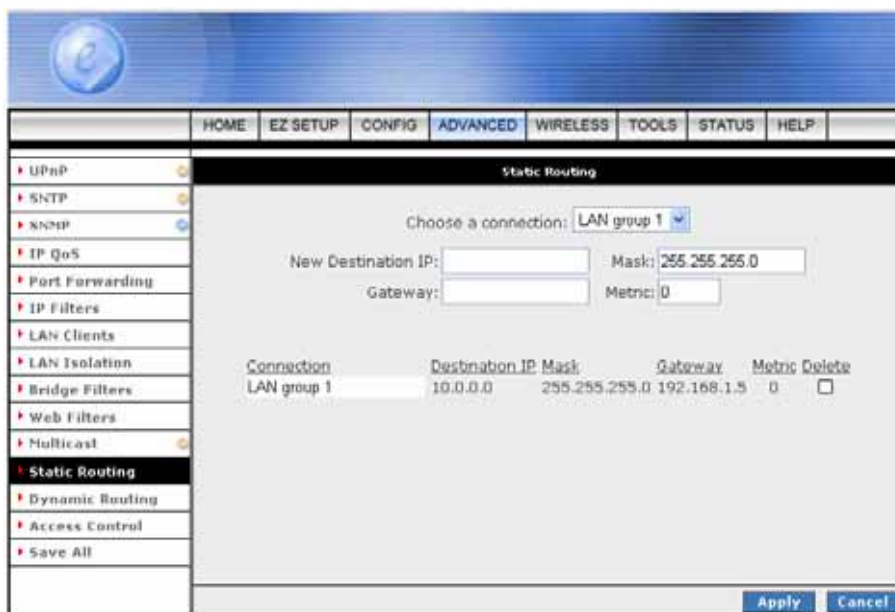 e
HOME EZ SETUP CONFIG ADVANCED WIRELESS TOOLS STATUS HELP
UPnP
SNTP
SNMP
IP QoS
Port Forwarding
IP Filters
LAN Clients
LAN Isolation
Bridge Filters
Web Filters
Multicast
Static Routing
Dynamic Routing
Access Control
Save All
Static Routing
Choose a connection: LAN group 1
New Destination IP: Mask: 255.255.255.0
Gateway: Metric: 0
Connection Destination IP Mask Gateway Metric Delete
LAN group 1 10.0.0.0 255.255.255.0 192.168.1.5 0
Apply Cancel